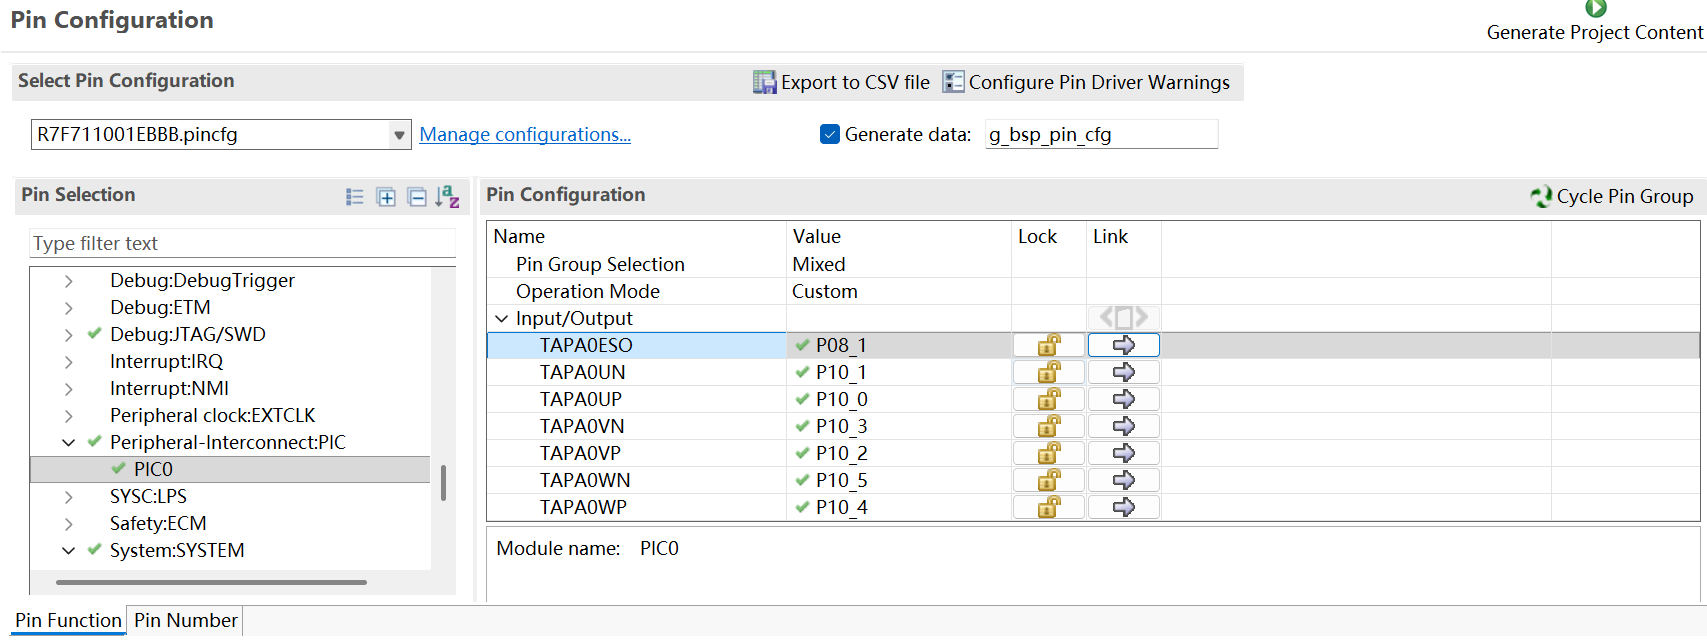 Pin Configuration
Generate Project Content
Select Pin Configuration
Export to CSV file
Configure Pin Driver Warnings
R7F711001EBBB.pincfg
Manage configurations...
Generate data:
g_bsp_pin_cfg
Pin Selection
Type filter text
Debug:DebugTrigger
Debug:ETM
Debug:JTAG/SWD
Interrupt:IRQ
Interrupt:NMI
Peripheral clock:EXTCLK
Peripheral-Interconnect:PIC
PIC0
SYSC:LPS
Safety:ECM
System:SYSTEM
Pin Configuration
Cycle Pin Group
Name Value Lock Link
Pin Group Selection Mixed
Operation Mode Custom
Input/Output
TAPA0ESO P08_1
TAPA0UN P10_1
TAPA0UP P10_0
TAPA0VN P10_3
TAPA0VP P10_2
TAPA0WN P10_5
TAPA0WP P10_4
Module name: PIC0
Pin Function Pin Number